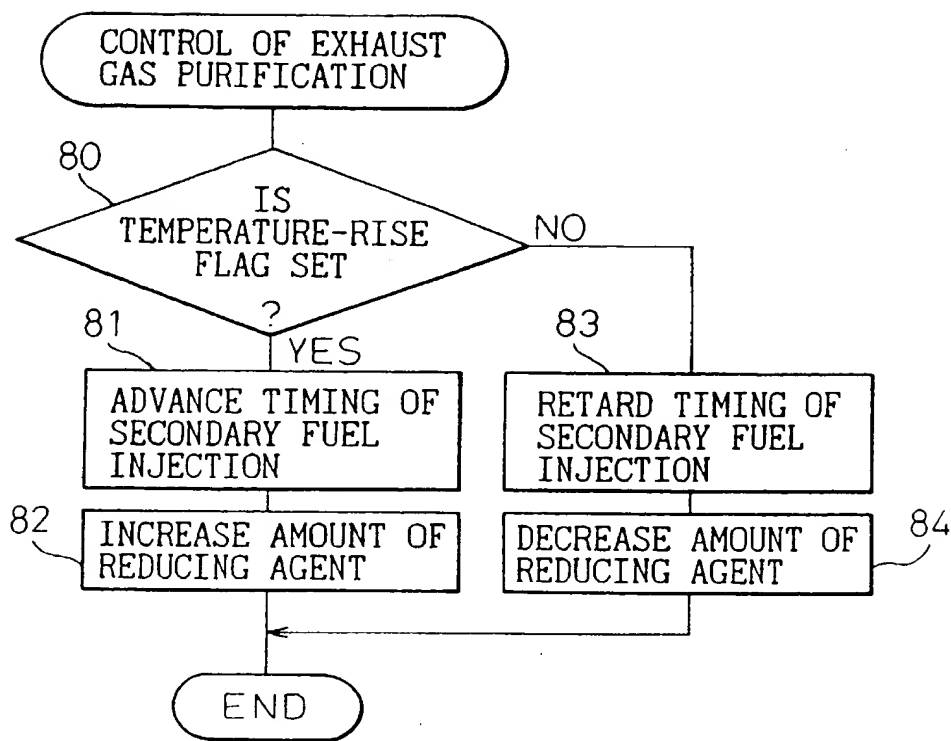 CONTROL OF EXHAUST
GAS PURIFICATION
80
IS
TEMPERATURE-RISE
FLAG SET
?
NO
YES
81
ADVANCE TIMING OF
SECONDARY FUEL
INJECTION
83
RETARD TIMING OF
SECONDARY FUEL
INJECTION
82
INCREASE AMOUNT OF
REDUCING AGENT
DECREASE AMOUNT OF
REDUCING AGENT
84
END